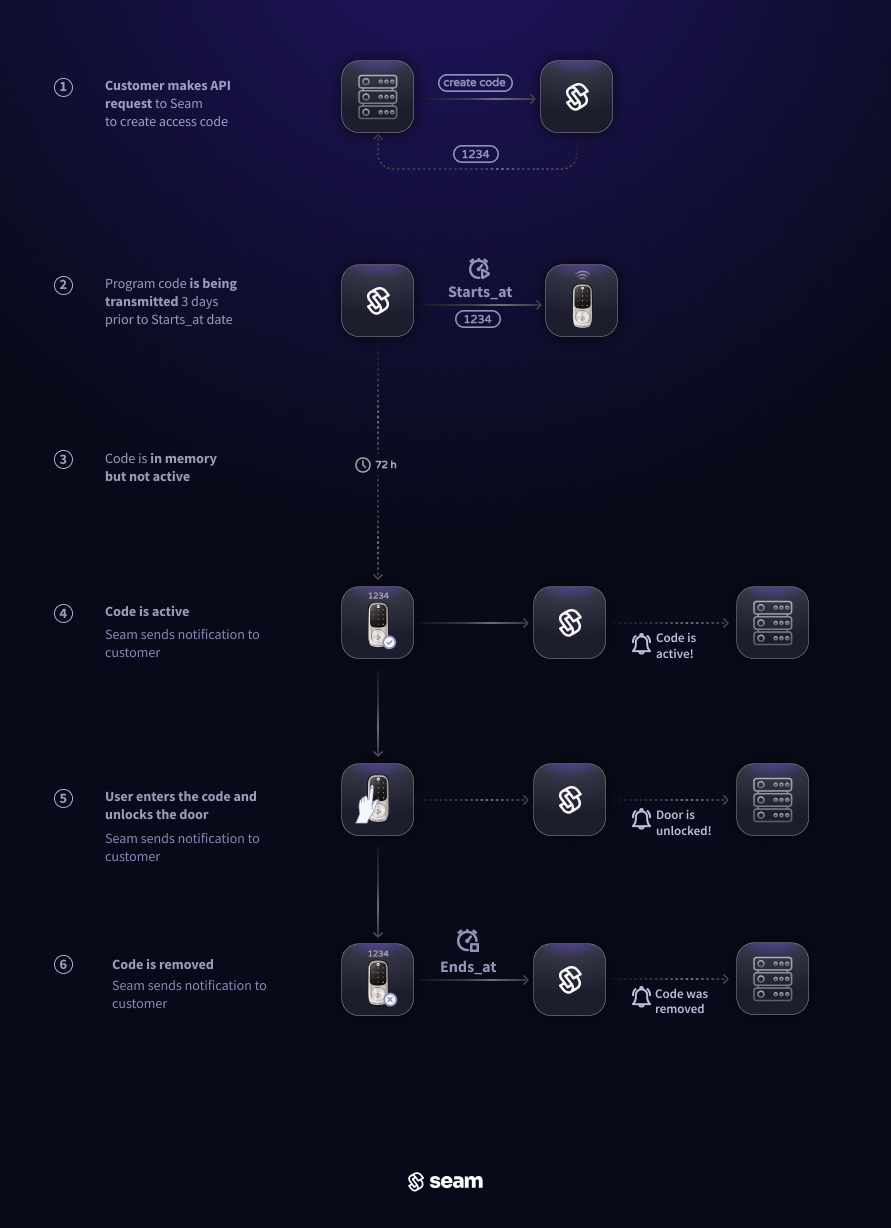 1
Customer makes API
request to Seam
to create access code
create code
1234
2
Program code is being
transmitted 3 days
prior to Starts_at date
Starts_at
1234
3
Code is in memory
but not active
72 h
4
Code is active
Seam sends notification to
customer
1234
Code is
active!
5
User enters the code and
unlocks the door
Seam sends notification to
customer
Door is
unlocked!
6
Code is removed
Seam sends notification to
customer
1234
Ends_at
Code was
removed
seam